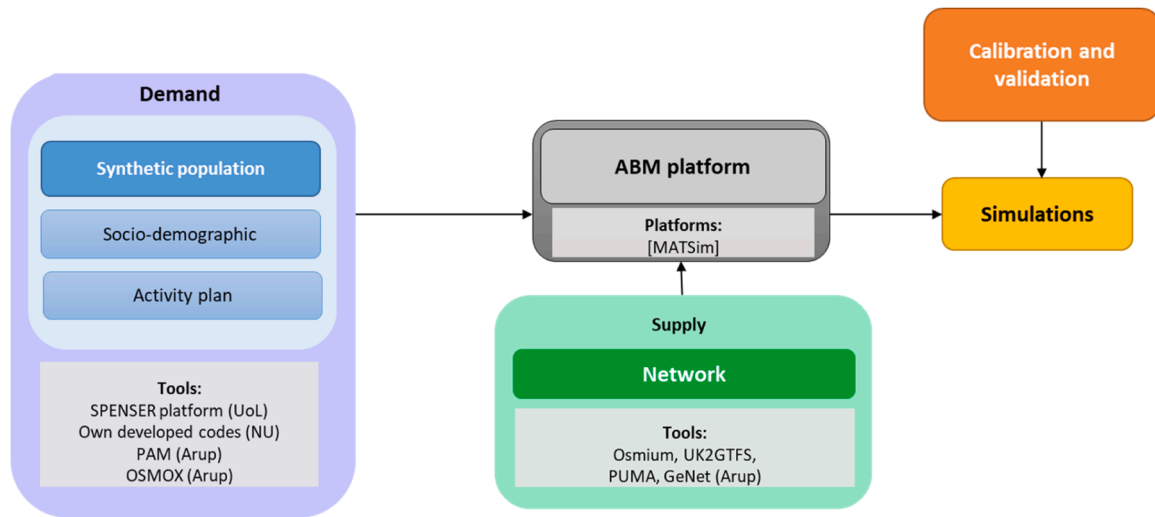 Demand
Synthetic population
Socio-demographic
Activity plan
Tools:
SPENSER platform (UoL)
Own developed codes (NU)
PAM (Arup)
OSMOX (Arup)
ABM platform
Platforms:
[MATSim]
Supply
Network
Tools:
Osmium, UK2GTFS,
PUMA, GeNet (Arup)
Calibration and
validation
Simulations